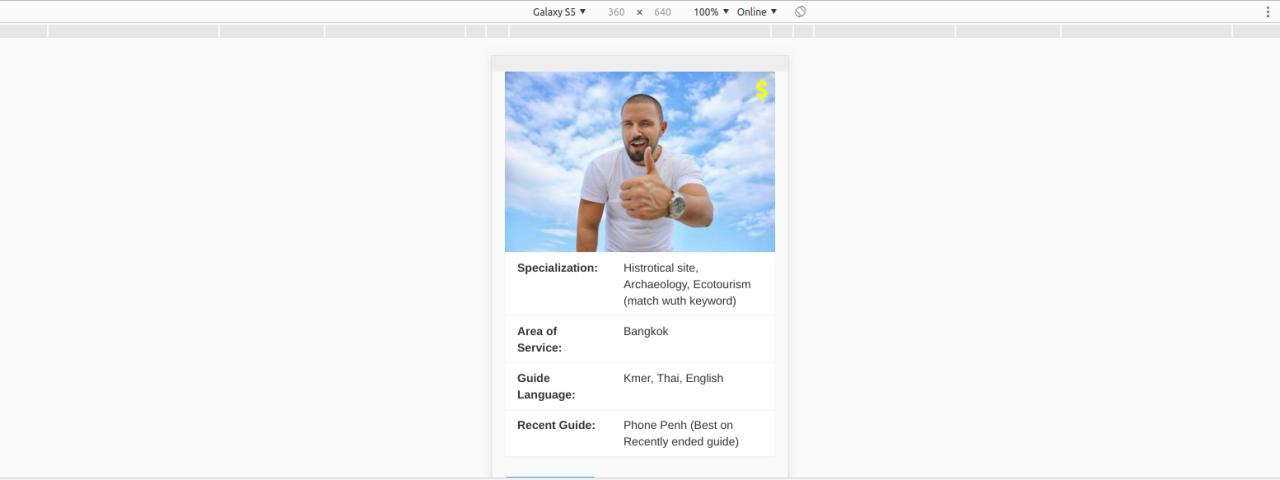 Galaxy S5 ▼ 360 × 640 100% ▼ Online ▼
$
Specialization: Histrotical site,
Archaeology, Ecotourism
(match wuth keyword)
Area of Bangkok
Service:
Guide Kmer, Thai, English
Language:
Recent Guide: Phone Penh (Best on
Recently ended guide)